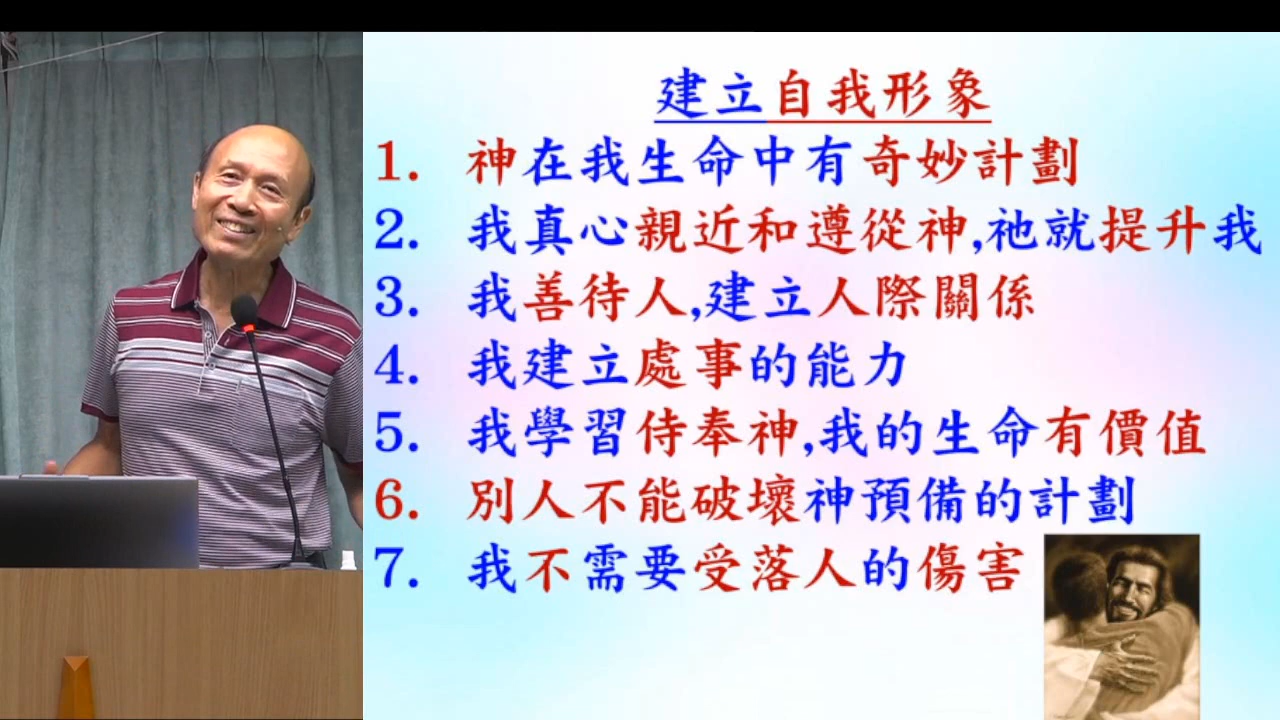 建立自我形象
1. 神在我生命中有奇妙計劃
2. 我真心親近和遵從神,祂就提升我
3. 我善待人,建立人際關係
4. 我建立處事的能力
5. 我學習侍奉神,我的生命有價值
6. 別人不能破壞神預備的計劃
7. 我不需要受落人的傷害